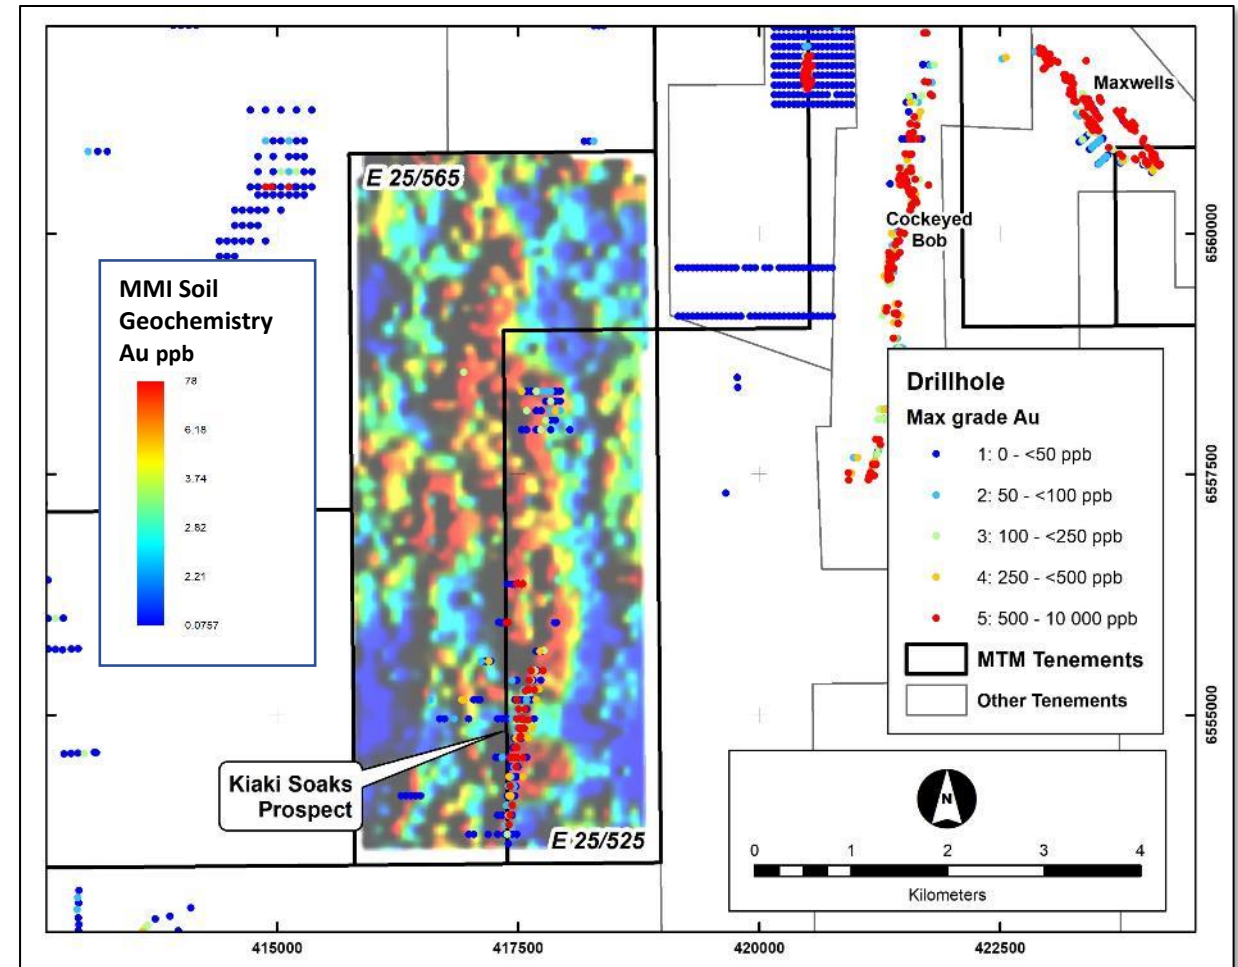 Maxwells
E 25/565
Cockeyed
Bob
6560000
MMI Soil
Geochemistry
Au ppb
78
6.18
3.74
2.52
2.21
0.0757
Drillhole
Max grade Au
1: 0 - <50 ppb
2: 50 - <100 ppb
3: 100 - <250 ppb
4: 250 - <500 ppb
5: 500 - 10 000 ppb
MTM Tenements
Other Tenements
6557500
6555000
Kiaki Soaks
Prospect
E 25/525
N
0 1 2 3 4
Kilometers
415000 417500 420000 422500